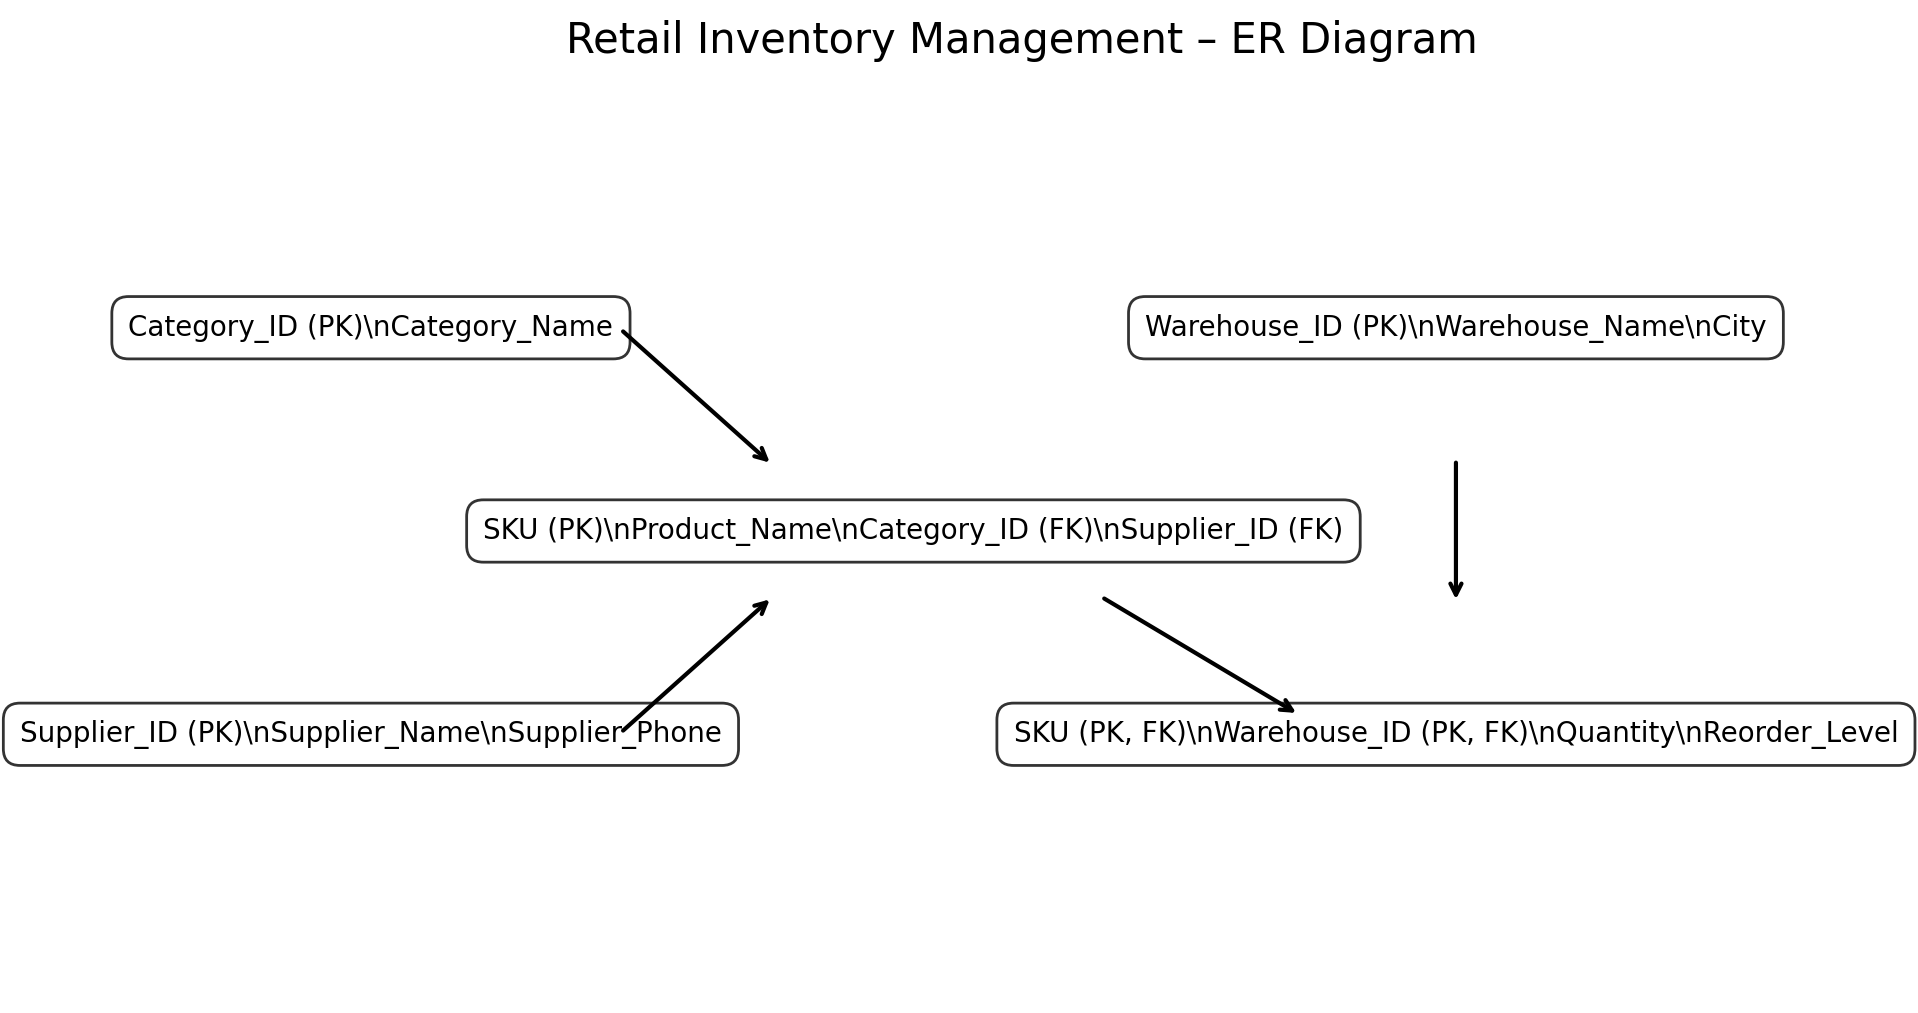 Retail Inventory Management – ER Diagram
Category_ID (PK)\nCategory_Name
Warehouse_ID (PK)\nWarehouse_Name\nCity
SKU (PK)\nProduct_Name\nCategory_ID (FK)\nSupplier_ID (FK)
Supplier_ID (PK)\nSupplier_Name\nSupplier_Phone
SKU (PK, FK)\nWarehouse_ID (PK, FK)\nQuantity\nReorder_Level